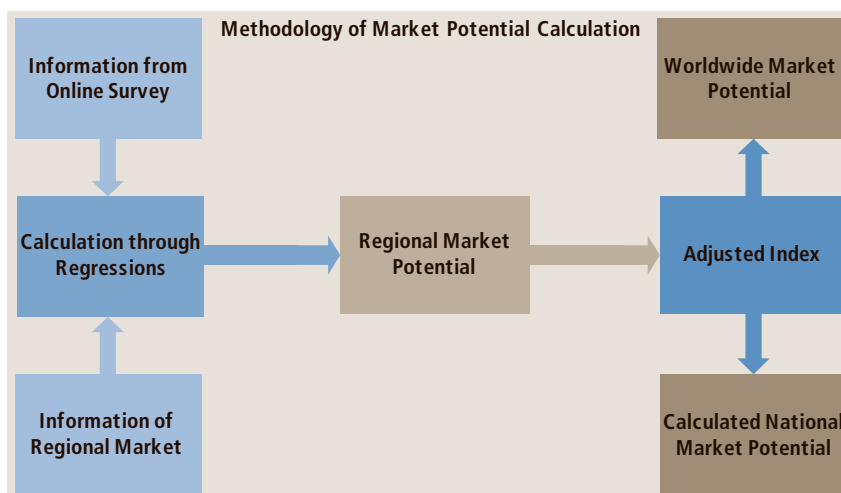 Methodology of Market Potential Calculation
Information from
Online Survey
Worldwide Market
Potential
Calculation through
Regressions
Regional Market
Potential
Adjusted Index
Information of
Regional Market
Calculated National
Market Potential